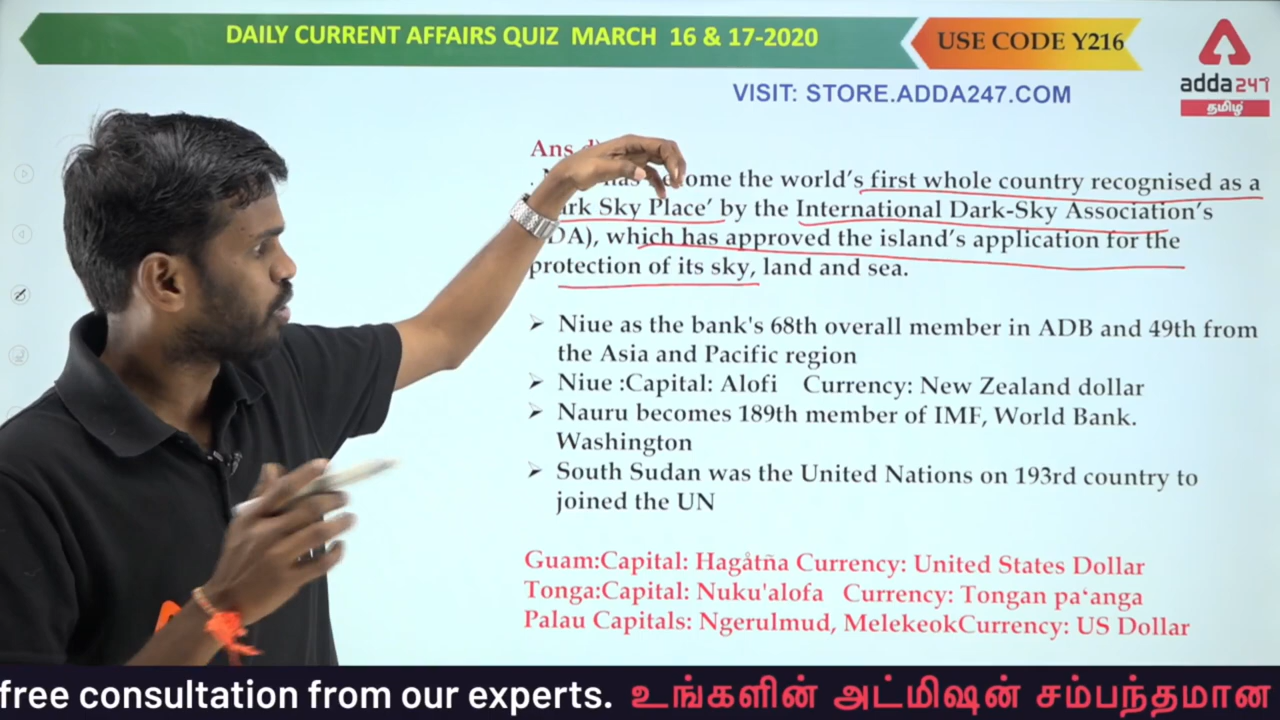 DAILY CURRENT AFFAIRS QUIZ MARCH 16 & 17-2020
USE CODE Y216
VISIT: STORE.ADDA247.COM
adda247
தமிழ்
Ans
the world's first whole country recognised as a
Sky Place' by the International Dark-Sky Association's
DA), which has approved the island's application for the
protection of its sky, land and sea.
➢ Niue as the bank's 68th overall member in ADB and 49th from
the Asia and Pacific region
➢ Niue :Capital: Alofi Currency: New Zealand dollar
➢ Nauru becomes 189th member of IMF, World Bank.
Washington
➢ South Sudan was the United Nations on 193rd country to
joined the UN
Guam:Capital: Hagåtña Currency: United States Dollar
Tonga:Capital: Nuku'alofa Currency: Tongan paʻanga
Palau Capitals: Ngerulmud, MelekeokCurrency: US Dollar
free consultation from our experts. உங்களின் அட்மிஷன் சம்பந்தமான